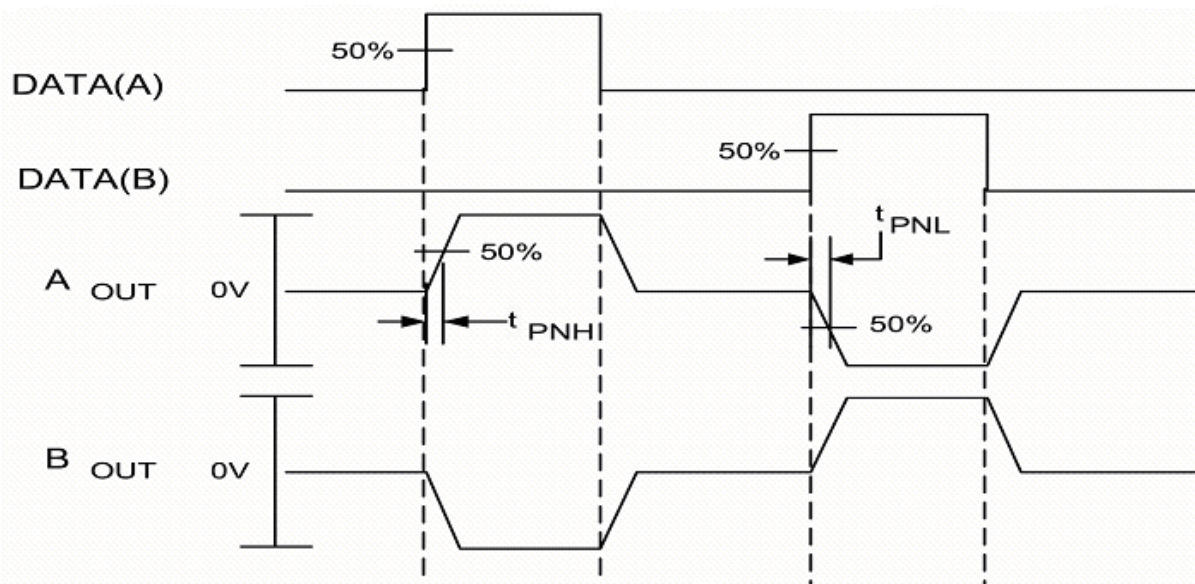 50%
DATA(A)
50%
DATA(B)
t PNL
50%
A OUT 0V
t PNH
50%
B OUT 0V